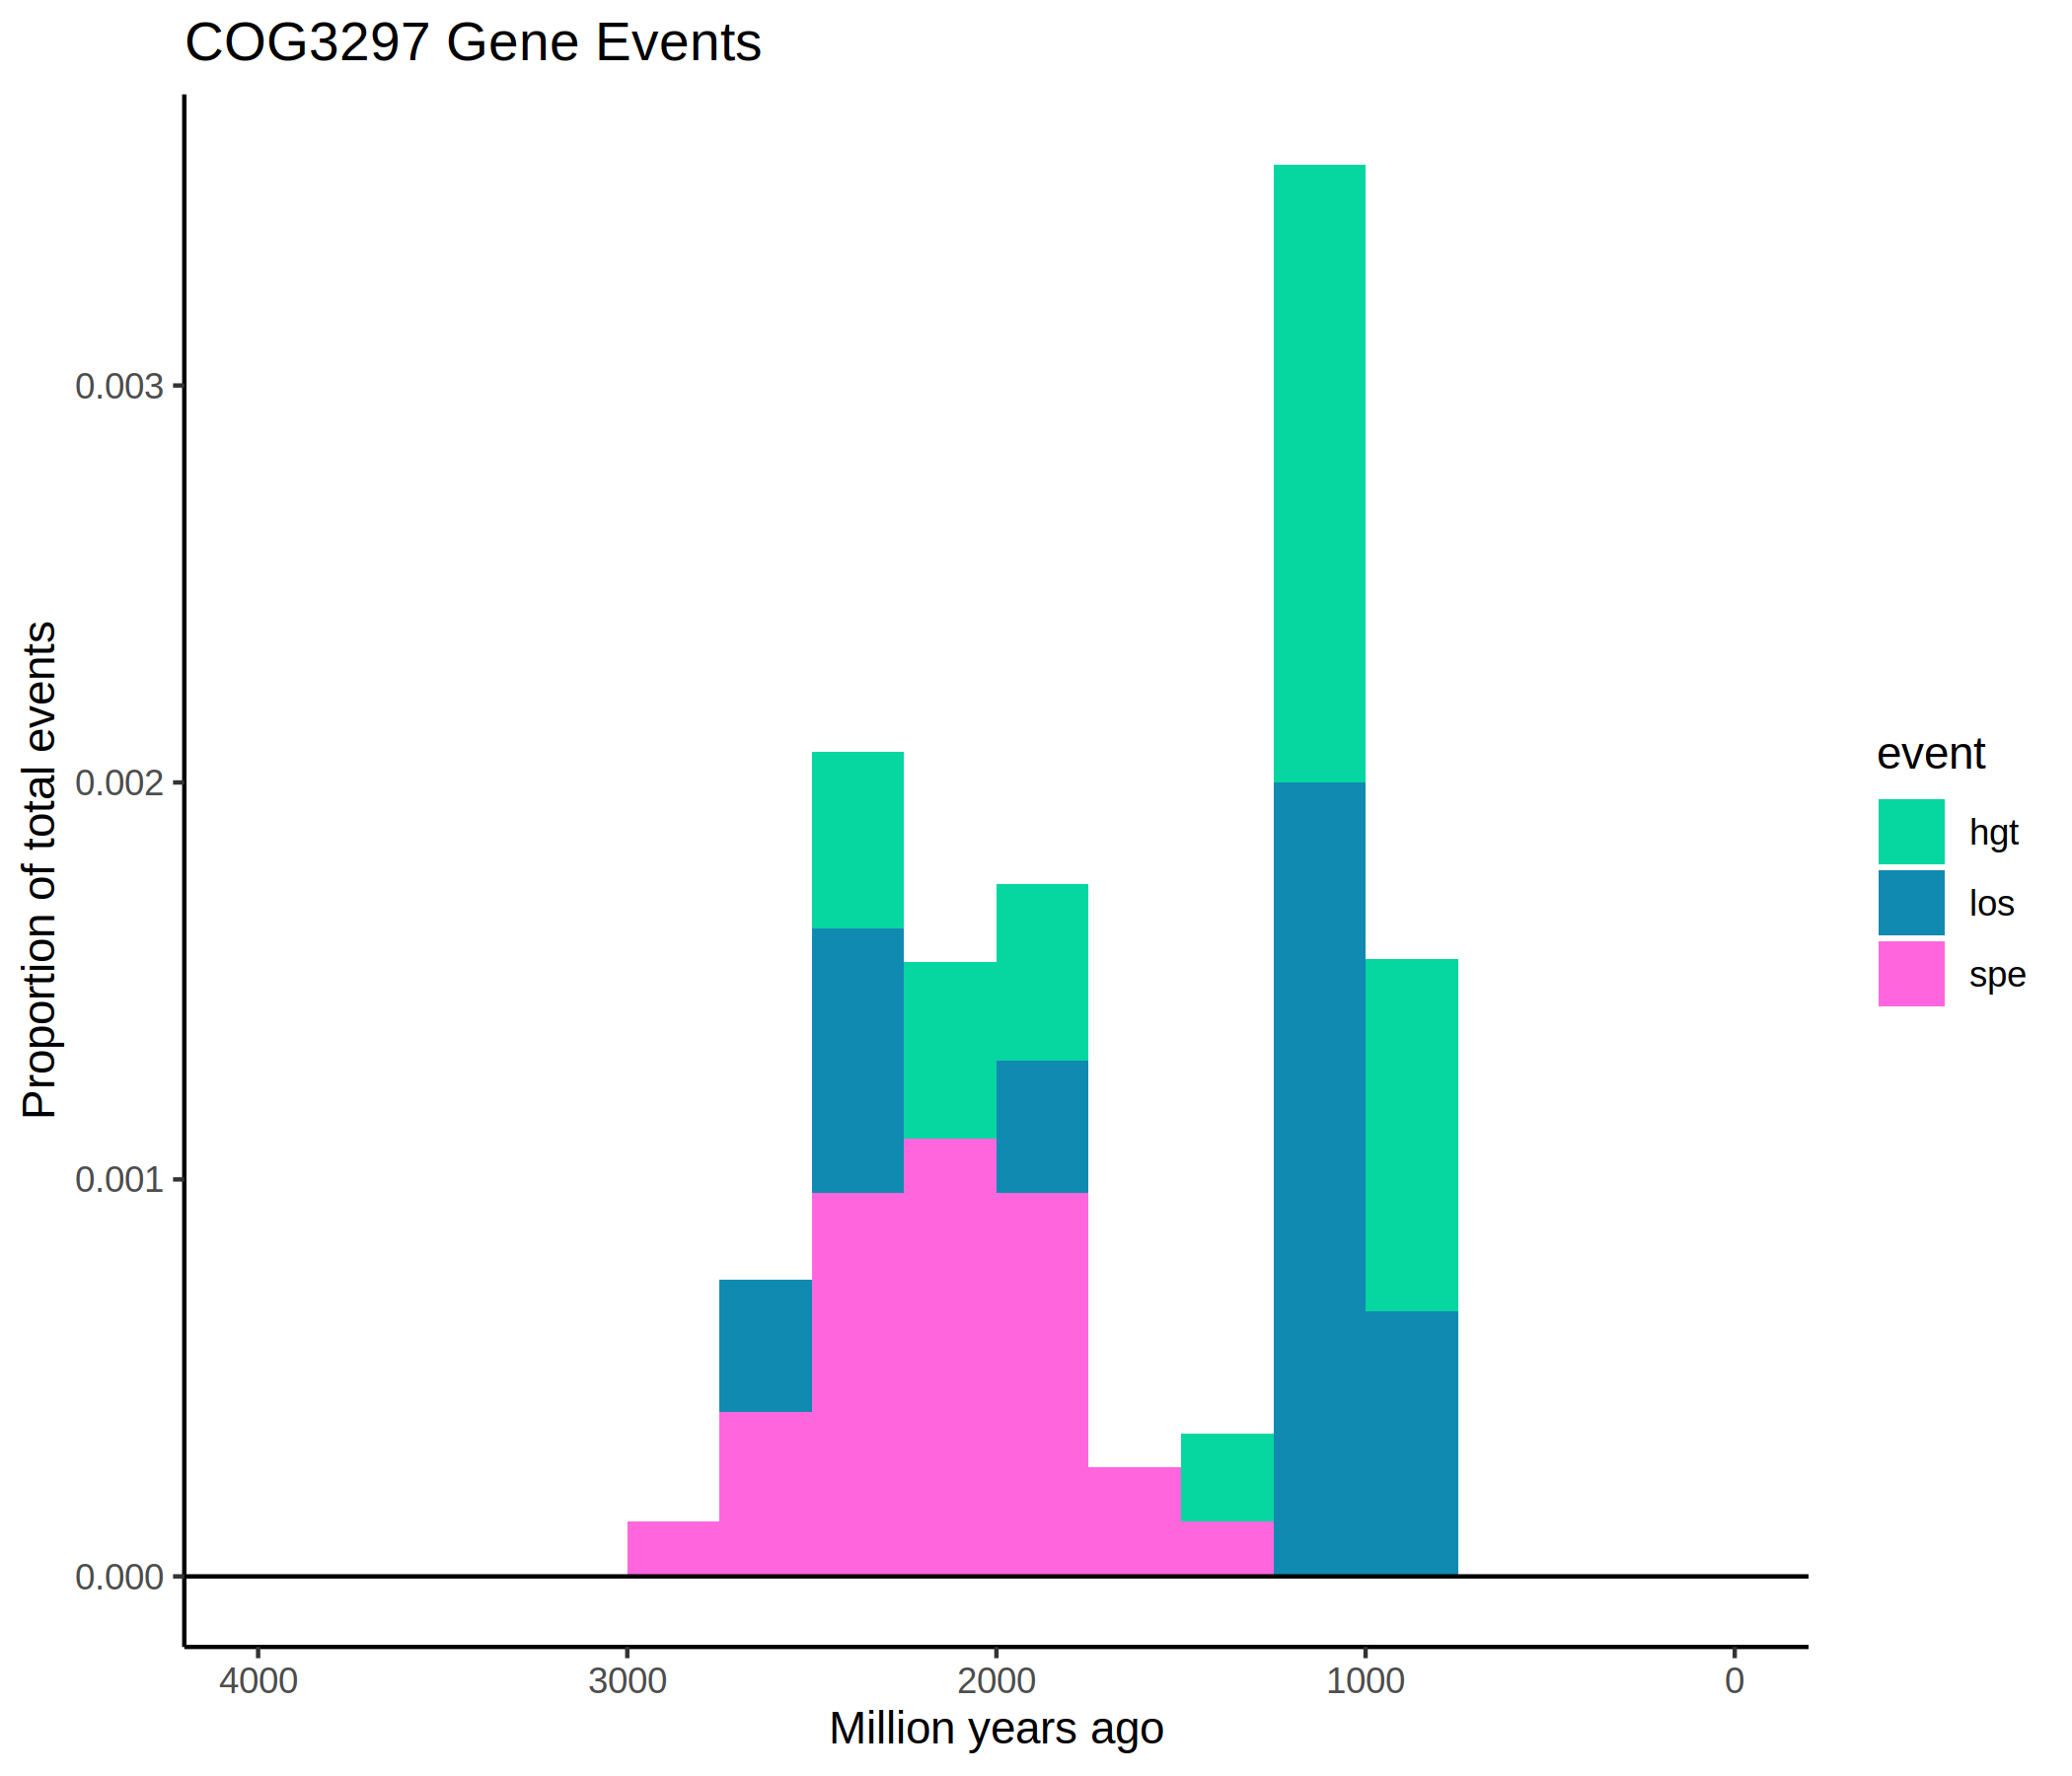 COG3297 Gene Events
Proportion of total events
0.003
0.002
0.001
0.000
4000 3000 2000 1000 0
Million years ago
event
hgt
los
spe